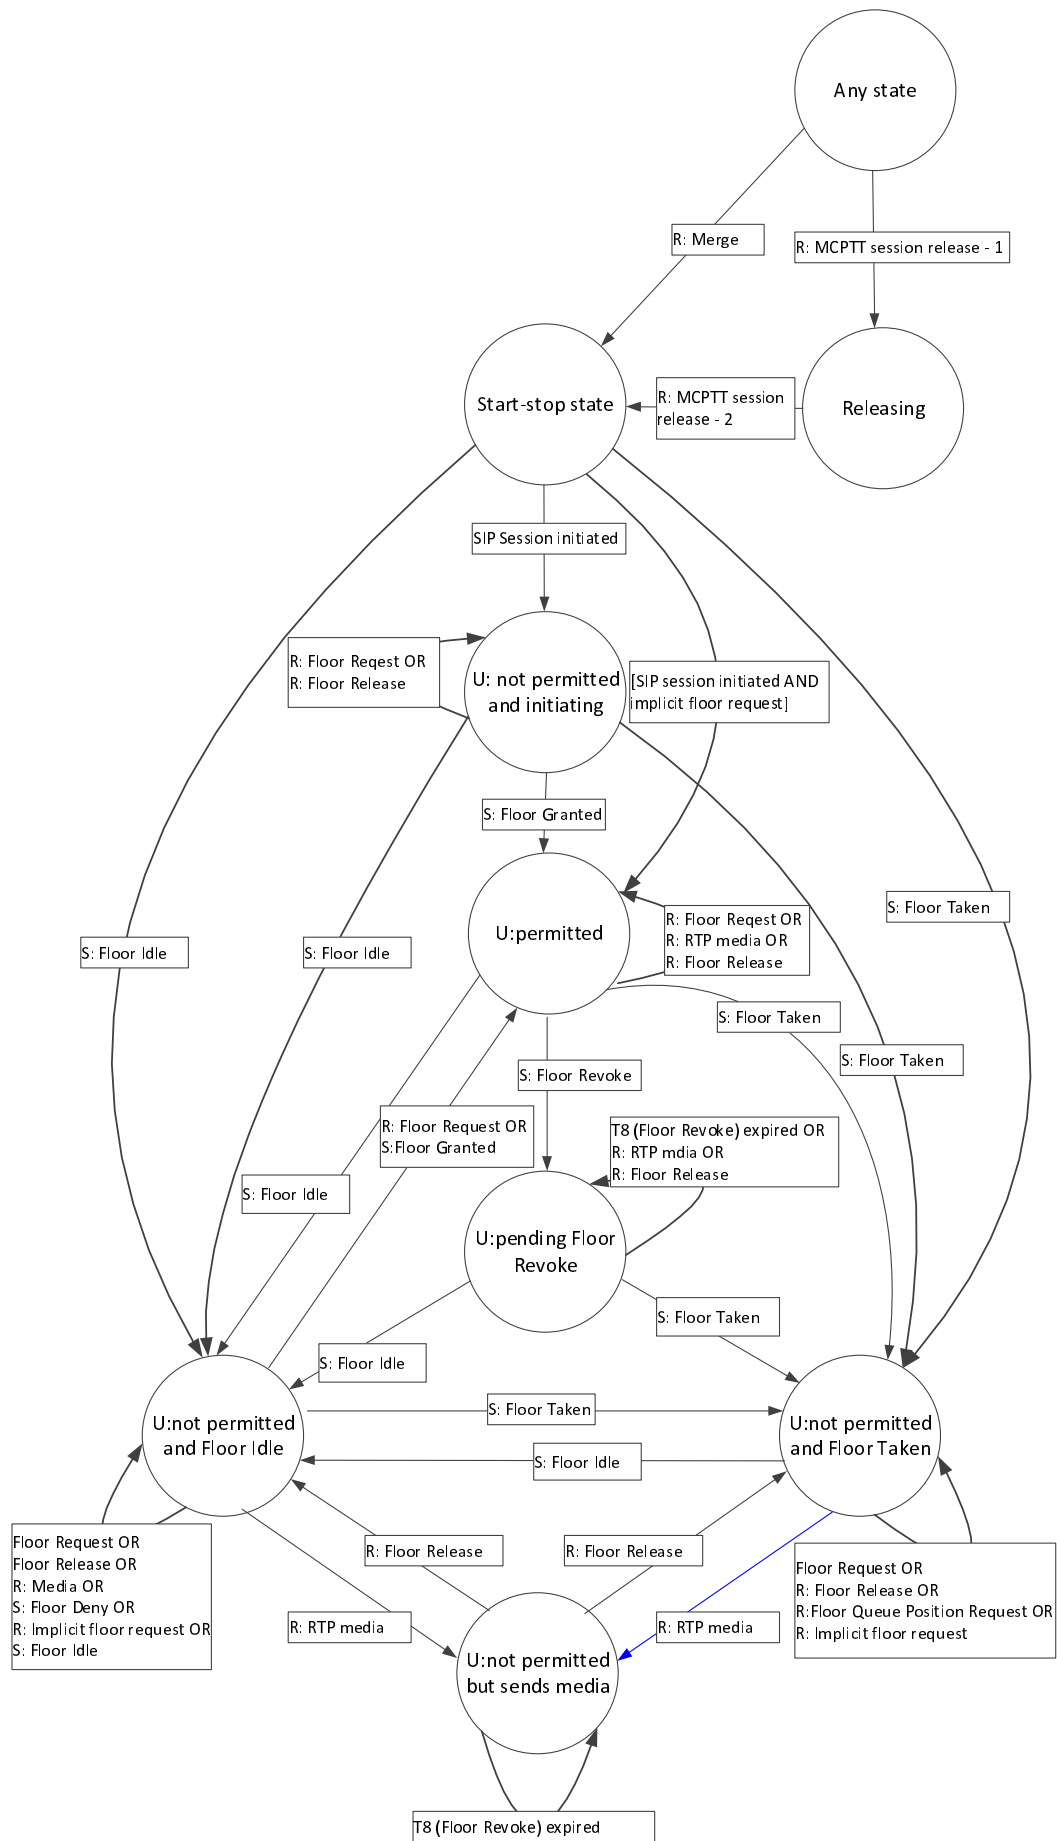 Any state
R: Merge
R: MCPTT session release - 1
Start-stop state
R: MCPTT session
release - 2
Releasing
SIP Session initiated
R: Floor Reqest OR
R: Floor Release
U: not permitted
and initiating
[SIP session initiated AND
implicit floor request]
S: Floor Granted
S: Floor Taken
U:permitted
R: Floor Reqest OR
R: RTP media OR
R: Floor Release
S: Floor Idle
S: Floor Idle
S: Floor Taken
S: Floor Taken
S: Floor Revoke
R: Floor Request OR
S:Floor Granted
T8 (Floor Revoke) expired OR
R: RTP mdia OR
R: Floor Release
S: Floor Idle
U:pending Floor
Revoke
S: Floor Taken
S: Floor Idle
U:not permitted
and Floor Idle
S: Floor Taken
U:not permitted
and Floor Taken
S: Floor Idle
Floor Request OR
Floor Release OR
R: Media OR
S: Floor Deny OR
R: Implicit floor request OR
S: Floor Idle
R: Floor Release
R: Floor Release
Floor Request OR
R: Floor Release OR
R:Floor Queue Position Request OR
R: Implicit floor request
R: RTP media
R: RTP media
U:not permitted
but sends media
T8 (Floor Revoke) expired